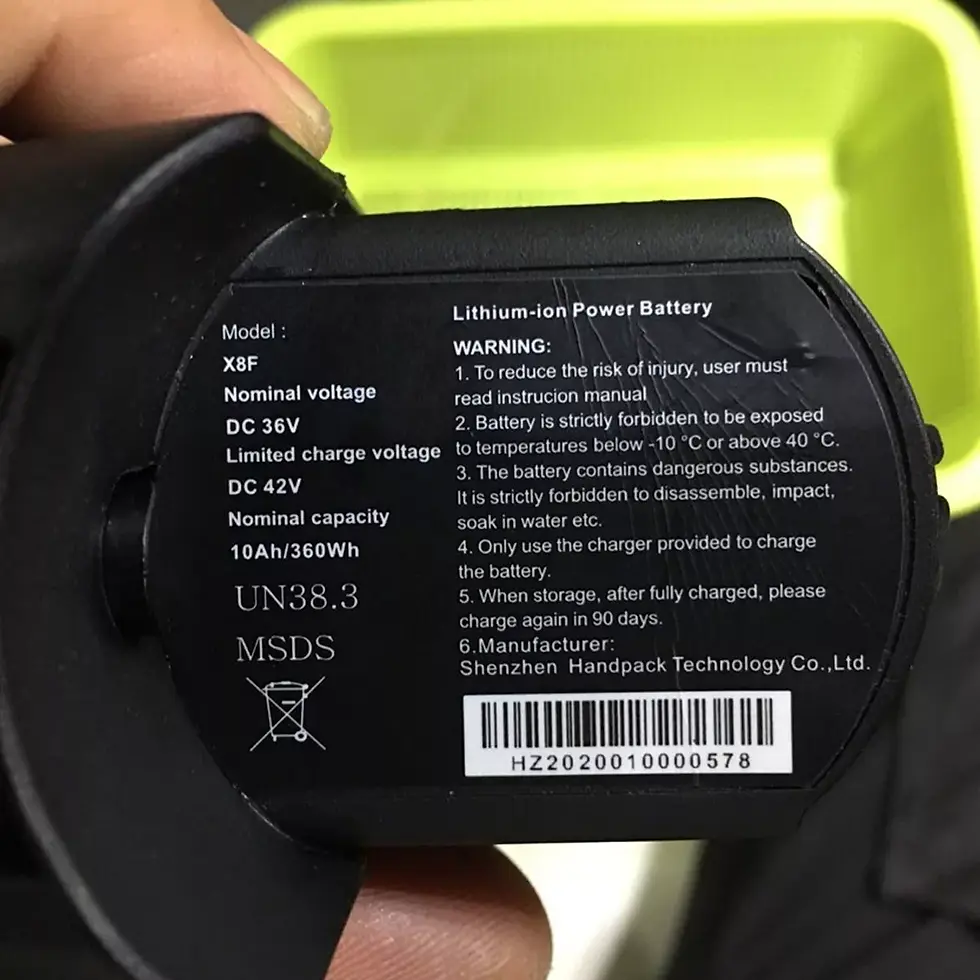 Model :
X8F
Nominal voltage
DC 36V
Limited charge voltage
DC 42V
Nominal capacity
10Ah/360Wh
UN38.3
MSDS
Lithium-ion Power Battery
WARNING:
1. To reduce the risk of injury, user must
read instrucion manual
2. Battery is strictly forbidden to be exposed
to temperatures below -10 °C or above 40 °C.
3. The battery contains dangerous substances.
It is strictly forbidden to disassemble, impact,
soak in water etc.
4. Only use the charger provided to charge
the battery.
5. When storage, after fully charged, please
charge again in 90 days.
6.Manufacturer:
Shenzhen Handpack Technology Co.,Ltd.
HZ2020010000578